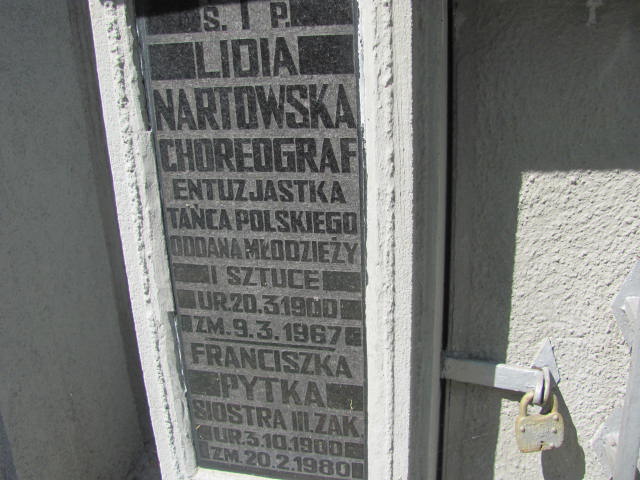 Ś. † P.
LIDIA
NARTOWSKA
CHOREOGRAF
ENTUZJASTKA
TAŃCA POLSKIEGO
ODDANA MŁODZIEŻY
I SZTUCE
UR. 20.3.1900
ZM. 9.3.1967
FRANCISZKA
PYTKA
SIOSTRA III.ZAK.
UR. 3.10.1900
ZM. 20.2.1980